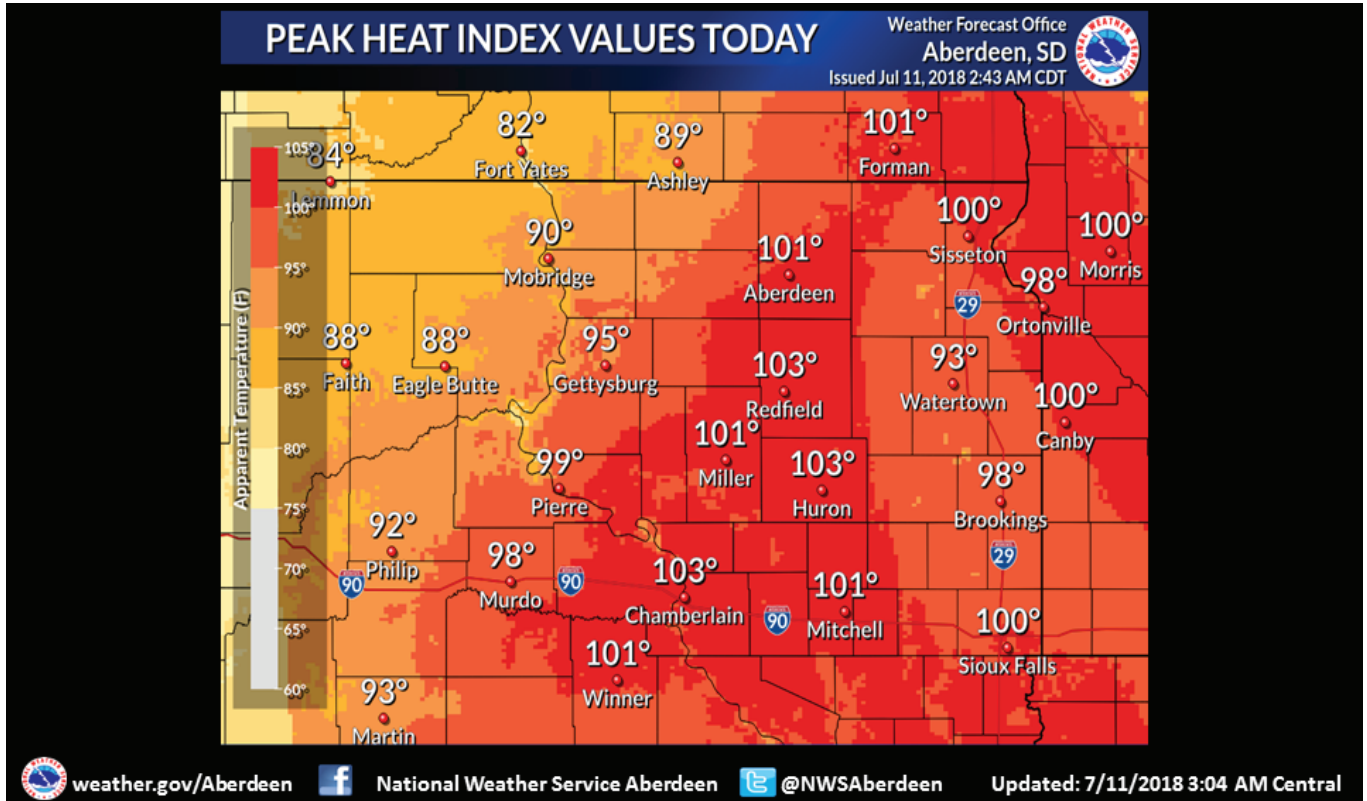 PEAK HEAT INDEX VALUES TODAY
Weather Forecast Office
Aberdeen, SD
Issued Jul 11, 2018 2:43 AM CDT
NATIONAL WEATHER SERVICE
82°
Fort Yates
89°
Ashley
101°
Forman
84°
Lemmon
90°
Mobridge
101°
Aberdeen
100°
Sisseton
100°
Morris
98°
Ortonville
29
88°
Faith
88°
Eagle Butte
95°
Gettysburg
103°
Redfield
93°
Watertown
100°
Canby
101°
Miller
99°
Pierre
103°
Huron
98°
Brookings
29
92°
Philip
90
98°
Murdo
90
103°
Chamberlain
90
101°
Mitchell
100°
Sioux Falls
101°
Winner
93°
Martin
Apparent Temperature (F)
105°
100°
95°
90°
85°
80°
75°
70°
65°
60°
weather.gov/Aberdeen
f
National Weather Service Aberdeen
t
@NWSAberdeen
Updated: 7/11/2018 3:04 AM Central